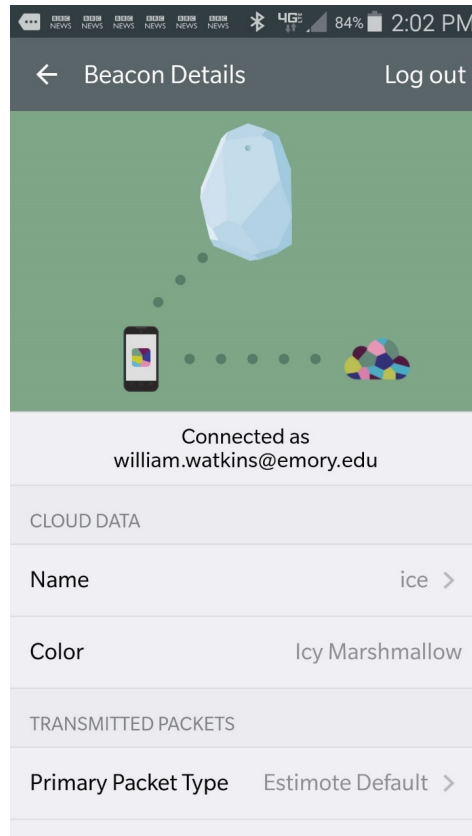 BBC NEWS BBC NEWS BBC NEWS BBC NEWS BBC NEWS BBC NEWS 4G LTE 84% 2:02 PM
Beacon Details Log out
Connected as
william.watkins@emory.edu
CLOUD DATA
Name ice >
Color Icy Marshmallow
TRANSMITTED PACKETS
Primary Packet Type Estimote Default >